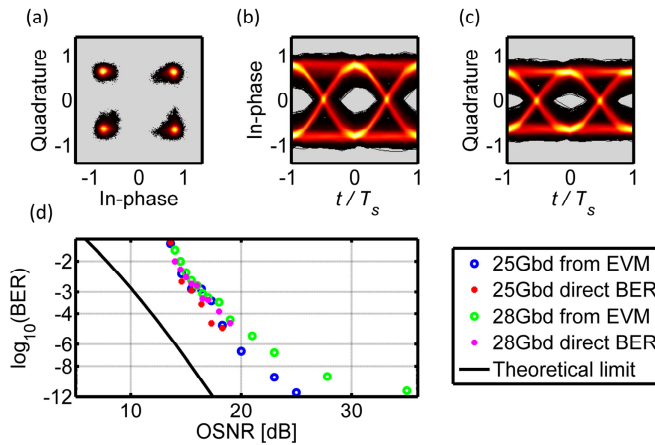 (a)
Quadrature
1
0
-1
-1 0 1
In-phase
(b)
In-phase
1
0
-1
-1 0 1
t / Ts
(c)
Quadrature
1
0
-1
-1 0 1
t / Ts
(d)
log10(BER)
-2
-3
-4
-6
-12
10 20 30
OSNR [dB]
25Gbd from EVM
25Gbd direct BER
28Gbd from EVM
28Gbd direct BER
Theoretical limit